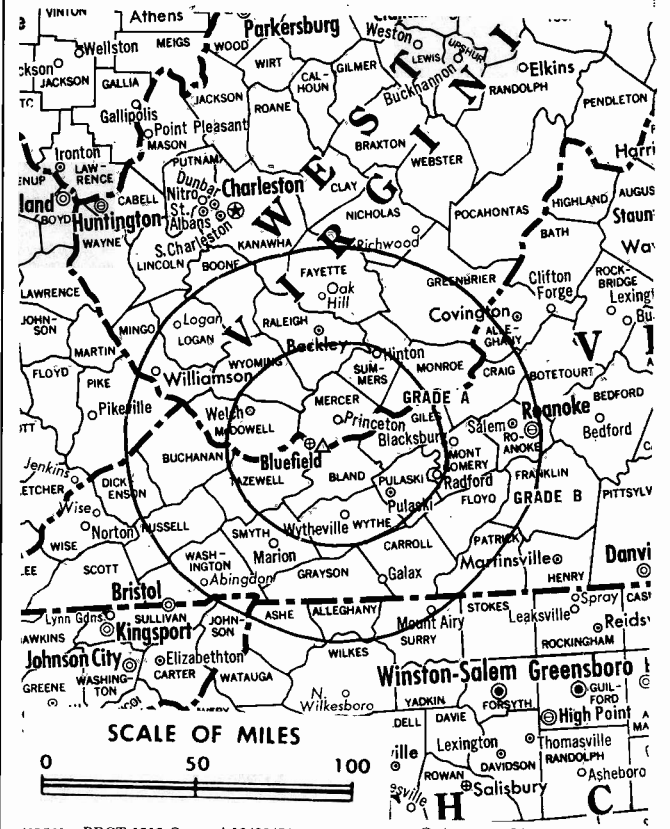 VINTON
Athens
Parkersburg
Weston
UPSHUR
Wellston
MEIGS
WOOD
LEWIS
Elkins
WIRT
GILMER
Buckhannon
JACKSON
GALLIA
CAL-
HOUN
RANDOLPH
JACKSON
ROANE
PENDLETON
Gallipolis
Point Pleasant
MASON
BRAXTON
WEBSTER
Ironton
PUTNAM
LAW-
RENCE
Dunbar
Nitro
Charleston
CLAY
CABELL
St.
Albans
HIGHLAND
BOYD
Huntington
NICHOLAS
POCAHONTAS
WAYNE
S. Charleston
KANAWHA
Richwood
BATH
LINCOLN
BOONE
WEST
VIRGINI
FAYETTE
GREENBRIER
Clifton
Forge
ROCK-
BRIDGE
LAWRENCE
Oak
Hill
Covington
JOHN-
SON
MINGO
Logan
LOGAN
RALEIGH
ALLE-
GHANY
Beckley
V
MARTIN
WYOMING
Hinton
FLOYD
PIKE
Williamson
SUM-
MERS
MONROE
CRAIG
BOTETOURT
MERCER
GRADE A
BEDFORD
Pikeville
Welch
McDOWELL
Princeton
GILES
Salem
Roanoke
Blacksburg
RO-
ANOKE
Bedford
BUCHANAN
Bluefield
MONT
GOMERY
Jenkins
TAZEWELL
BLAND
PULASKI
Radford
FRANKLIN
DICK
ENSON
Pulaski
FLOYD
GRADE B
PITTSYLV
Wise
Norton
RUSSELL
Wytheville
WYTHE
SMYTH
WISE
Marion
CARROLL
PATRICK
WASH-
INGTON
SCOTT
GRAYSON
Martinsville
Abingdon
Galax
HENRY
Danvi
Bristol
Lynn Gdns.
SULLIVAN
JOHN-
SON
ASHE
ALLEGHANY
STOKES
Spray
Kingsport
Mount Airy
Leaksville
Reidsv
SURRY
ROCKINGHAM
Johnson City
Elizabethton
WILKES
WASHING-
TON
CARTER
WATAUGA
Winston-Salem
Greensboro
GREENE
N.
Wilkesboro
YADKIN
FORSYTH
GUIL-
FORD
DAVIE
High Point
SCALE OF MILES
Lexington
Thomasville
0
50
100
DAVIDSON
RANDOLPH
ROWAN
Asheboro
Salisbury
H
C